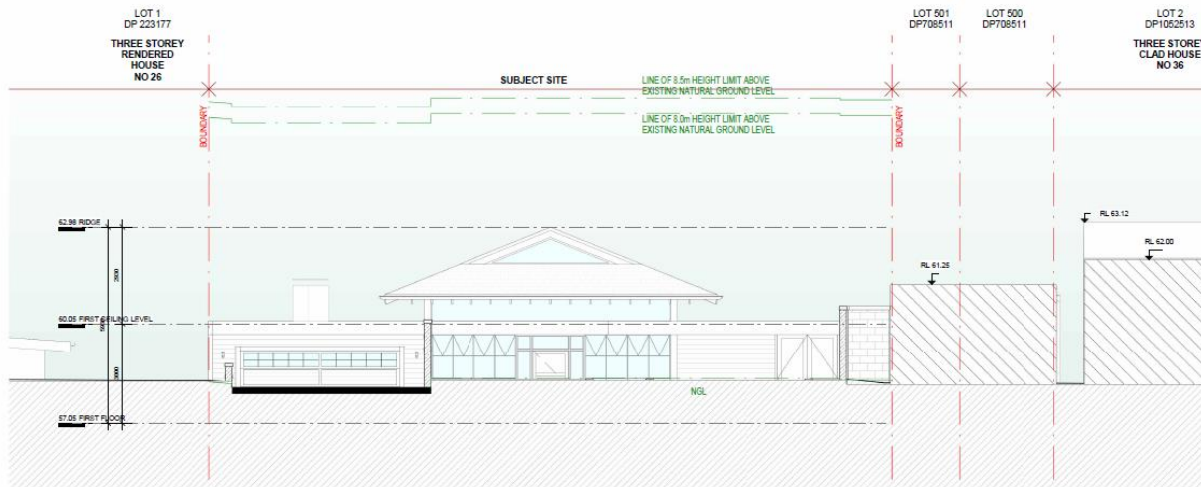 LOT 1
DP 223177
THREE STOREY
RENDERED
HOUSE
NO 26
SUBJECT SITE
LINE OF 8.5m HEIGHT LIMIT ABOVE
EXISTING NATURAL GROUND LEVEL
LINE OF 8.0m HEIGHT LIMIT ABOVE
EXISTING NATURAL GROUND LEVEL
BOUNDARY
BOUNDARY
LOT 501
DP708511
LOT 500
DP708511
LOT 2
DP1052513
THREE STOREY
CLAD HOUSE
NO 36
62.98 RIDGE
60.05 FIRST CEILING LEVEL
57.05 FIRST FLOOR
2930
3000
RL 61.25
RL 63.12
RL 62.00
NGL